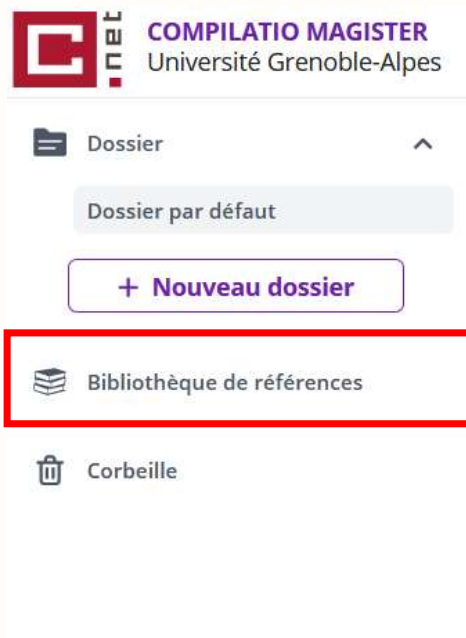 C.net
COMPILATIO MAGISTER
Université Grenoble-Alpes
Dossier
Dossier par défaut
+ Nouveau dossier
Bibliothèque de références
Corbeille